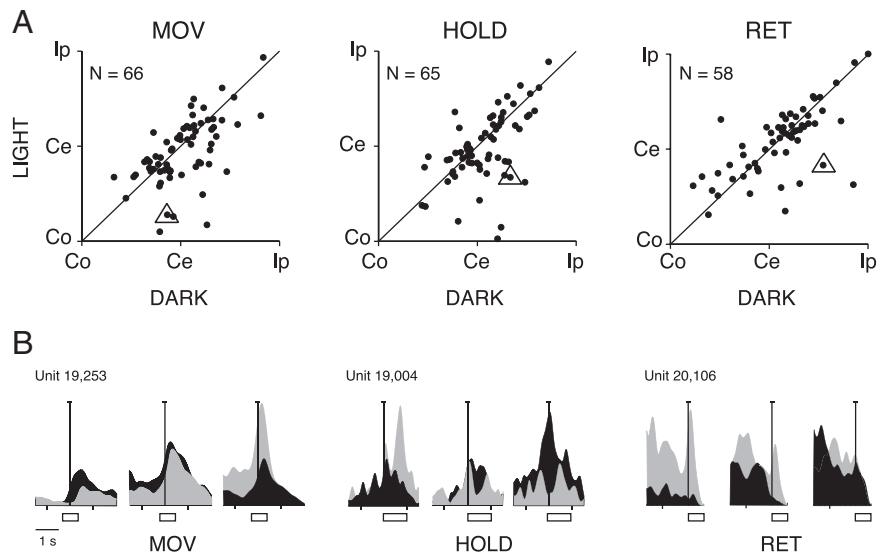 A
MOV
HOLD
RET
Ip
N = 66
Ip
N = 65
Ip
N = 58
LIGHT
Ce
Ce
Ce
Co
Co
Co
Co Ce Ip
Co Ce Ip
Co Ce Ip
DARK
DARK
DARK
B
Unit 19,253
Unit 19,004
Unit 20,106
1 s
MOV
HOLD
RET